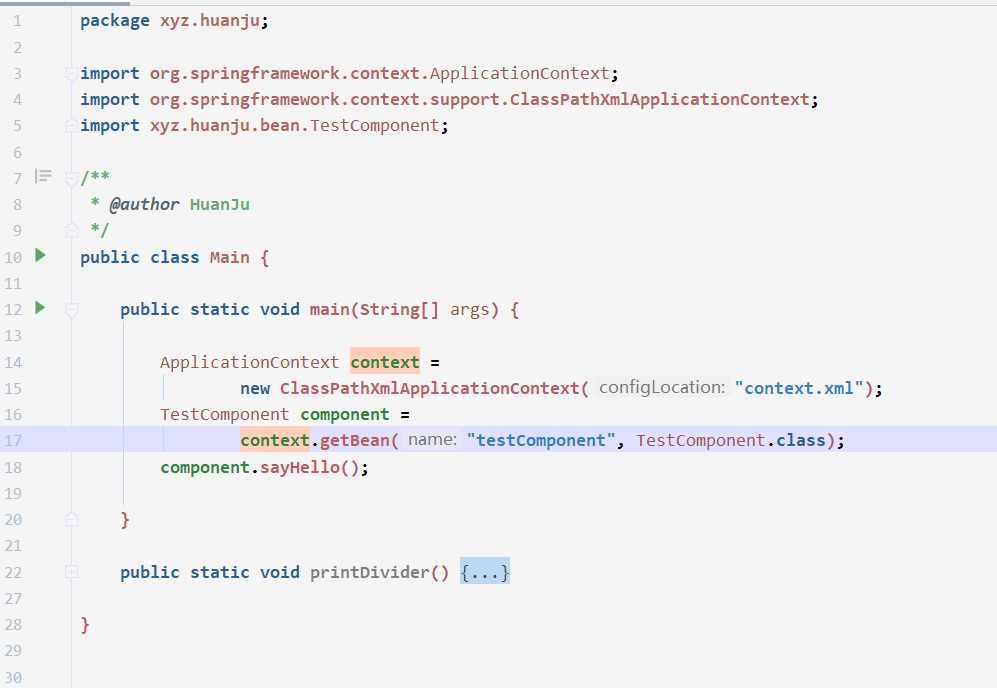 1 package xyz.huanju;
2
3 import org.springframework.context.ApplicationContext;
4 import org.springframework.context.support.ClassPathXmlApplicationContext;
5 import xyz.huanju.bean.TestComponent;
6
7 /**
8 * @author HuanJu
9 */
10 public class Main {
11
12 public static void main(String[] args) {
13
14 ApplicationContext context =
15 new ClassPathXmlApplicationContext( configLocation: "context.xml");
16 TestComponent component =
17 context.getBean( name: "testComponent", TestComponent.class);
18 component.sayHello();
19
20 }
21
22 public static void printDivider() {...}
27
28 }
29
30